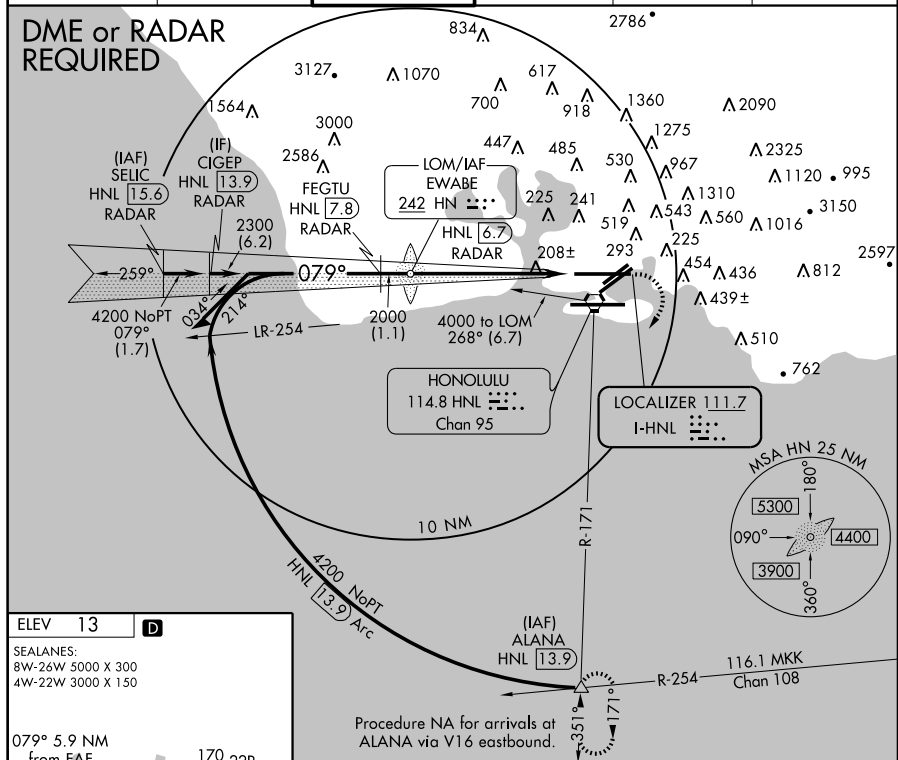 DME or RADAR
REQUIRED
834
2786
3127
1070
617
700
918
1360
2090
1564
3000
2586
447
485
1275
530
967
2325
1120
995
(IAF)
SELIC
HNL 15.6
RADAR
(IF)
CIGEP
HNL 13.9
RADAR
2300
(6.2)
FEGTU
HNL 7.8
RADAR
LOM/IAF
EWABE
242 HN
HNL 6.7
RADAR
225
241
519
543
1310
560
1016
3150
293
225
2597
208±
454
436
812
439±
510
762
259°
079°
4200 NoPT
079°
(1.7)
034°
214°
LR-254
2000
(1.1)
4000 to LOM
268° (6.7)
HONOLULU
114.8 HNL
Chan 95
LOCALIZER 111.7
I-HNL
MSA HN 25 NM
180°
5300
090°
4400
3900
360°
10 NM
R-171
4200 NoPT
HNL 13.9 Arc
(IAF)
ALANA
HNL 13.9
R-254
116.1 MKK
Chan 108
351°
171°
Procedure NA for arrivals at
ALANA via V16 eastbound.
ELEV 13 D
SEALANES:
8W-26W 5000 X 300
4W-22W 3000 X 150
079° 5.9 NM
from FAF
170
22R